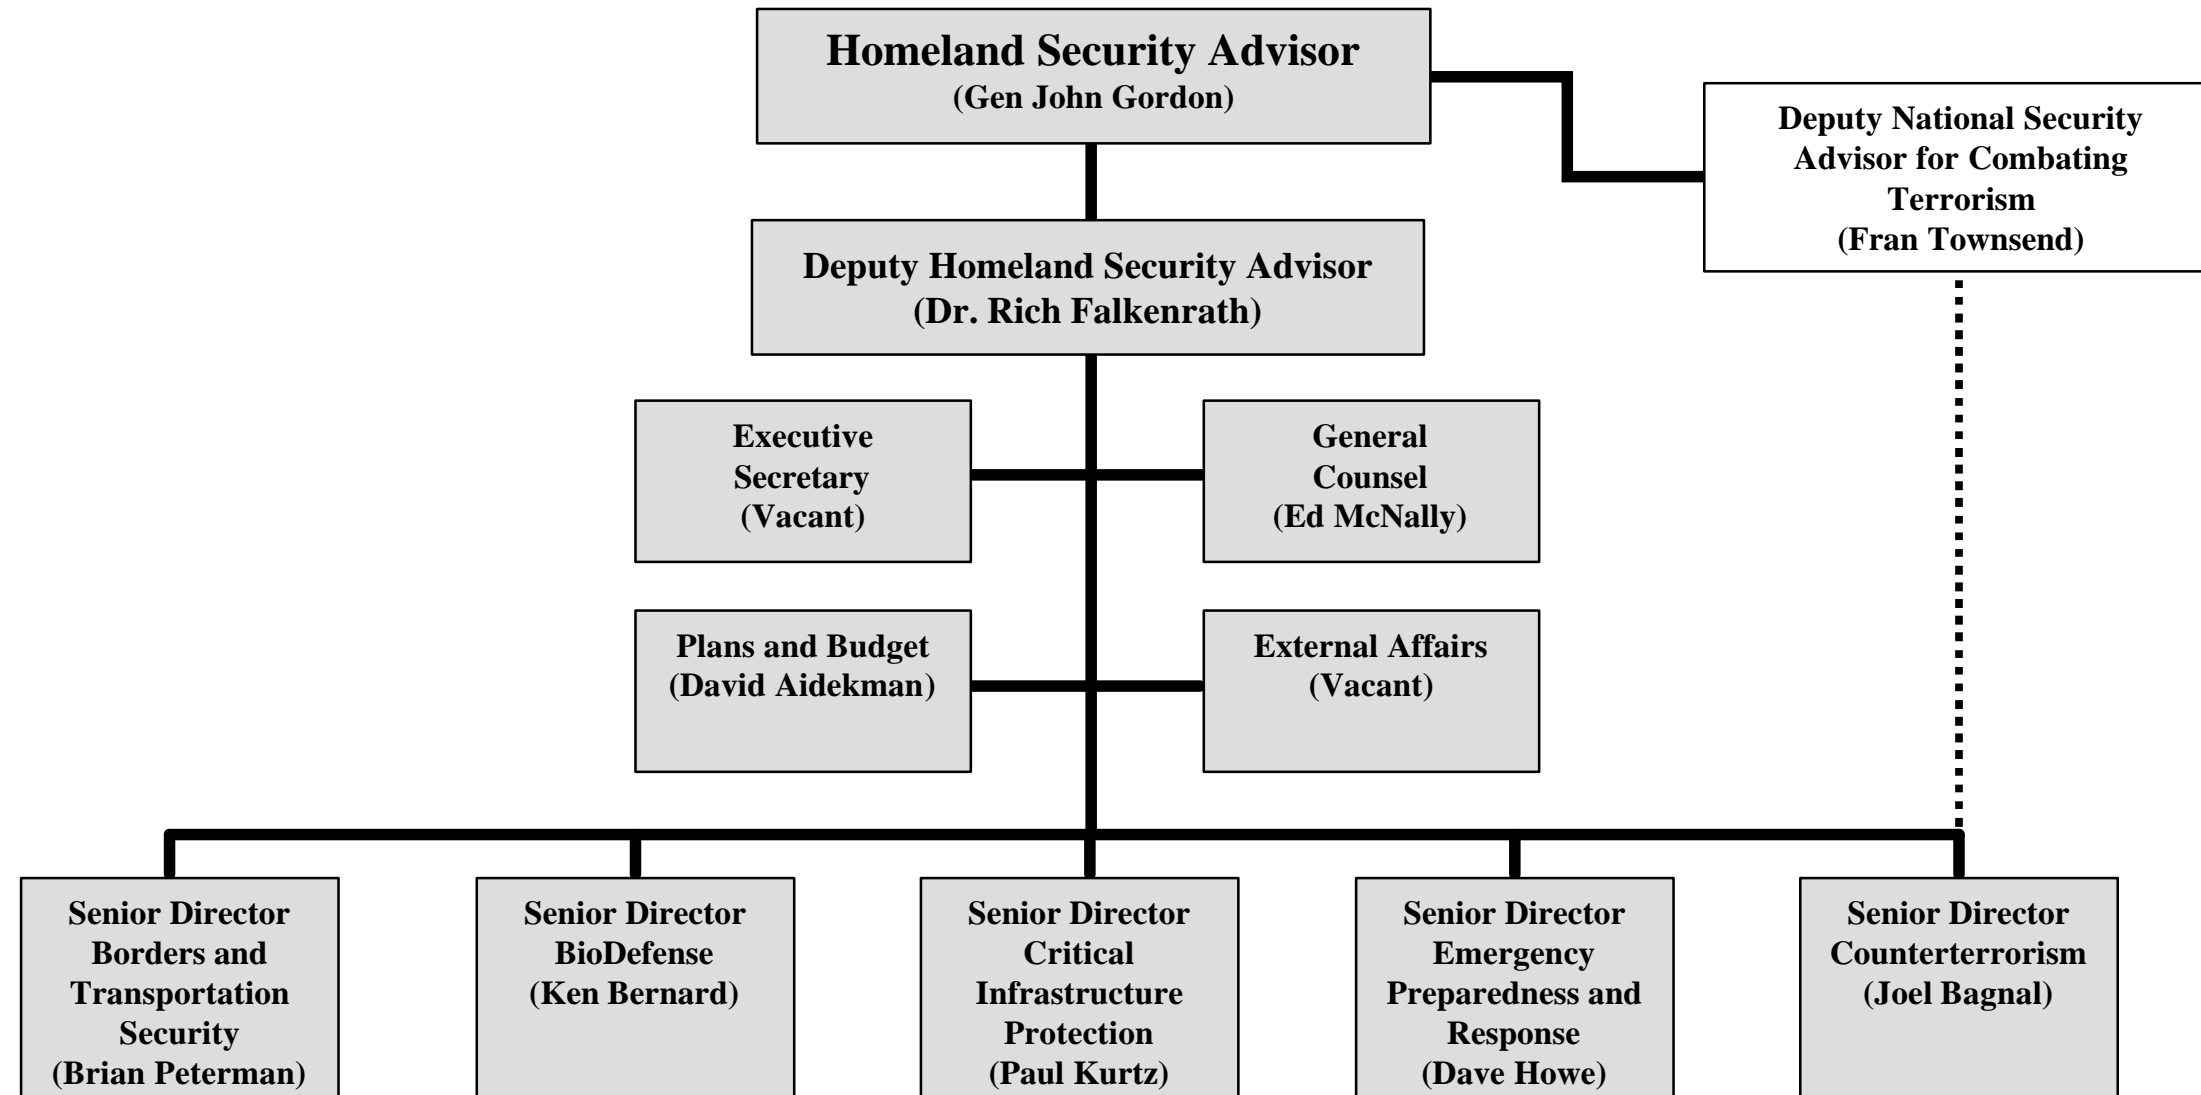 Homeland Security Advisor
(Gen John Gordon)
Deputy National Security
Advisor for Combating
Terrorism
(Fran Townsend)
Deputy Homeland Security Advisor
(Dr. Rich Falkenrath)
Executive
Secretary
(Vacant)
General
Counsel
(Ed McNally)
Plans and Budget
(David Aidekman)
External Affairs
(Vacant)
Senior Director
Borders and
Transportation
Security
(Brian Peterman)
Senior Director
BioDefense
(Ken Bernard)
Senior Director
Critical
Infrastructure
Protection
(Paul Kurtz)
Senior Director
Emergency
Preparedness and
Response
(Dave Howe)
Senior Director
Counterterrorism
(Joel Bagnal)